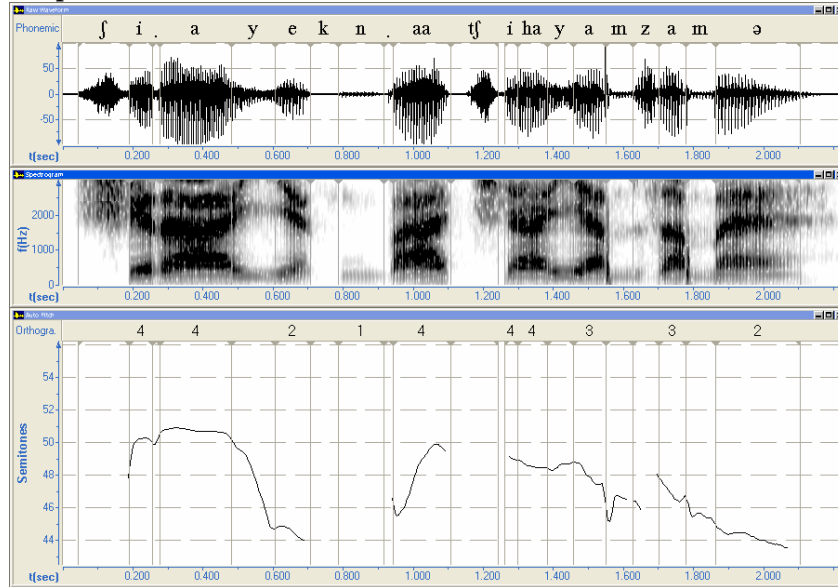 Raw Waveform
Phonemic ʃ i . a y e k n . aa tʃ i ha y a m z a m ə
50
0
-50
t(sec) 0.200 0.400 0.600 0.800 1.000 1.200 1.400 1.600 1.800 2.000
Spectrogram
f(Hz)
2000
1000
0
t(sec) 0.200 0.400 0.600 0.800 1.000 1.200 1.400 1.600 1.800 2.000
Auto Pitch
Orthogra. 4 4 2 1 4 4 4 3 3 2
Semitones
54
52
50
48
46
44
t(sec) 0.200 0.400 0.600 0.800 1.000 1.200 1.400 1.600 1.800 2.000